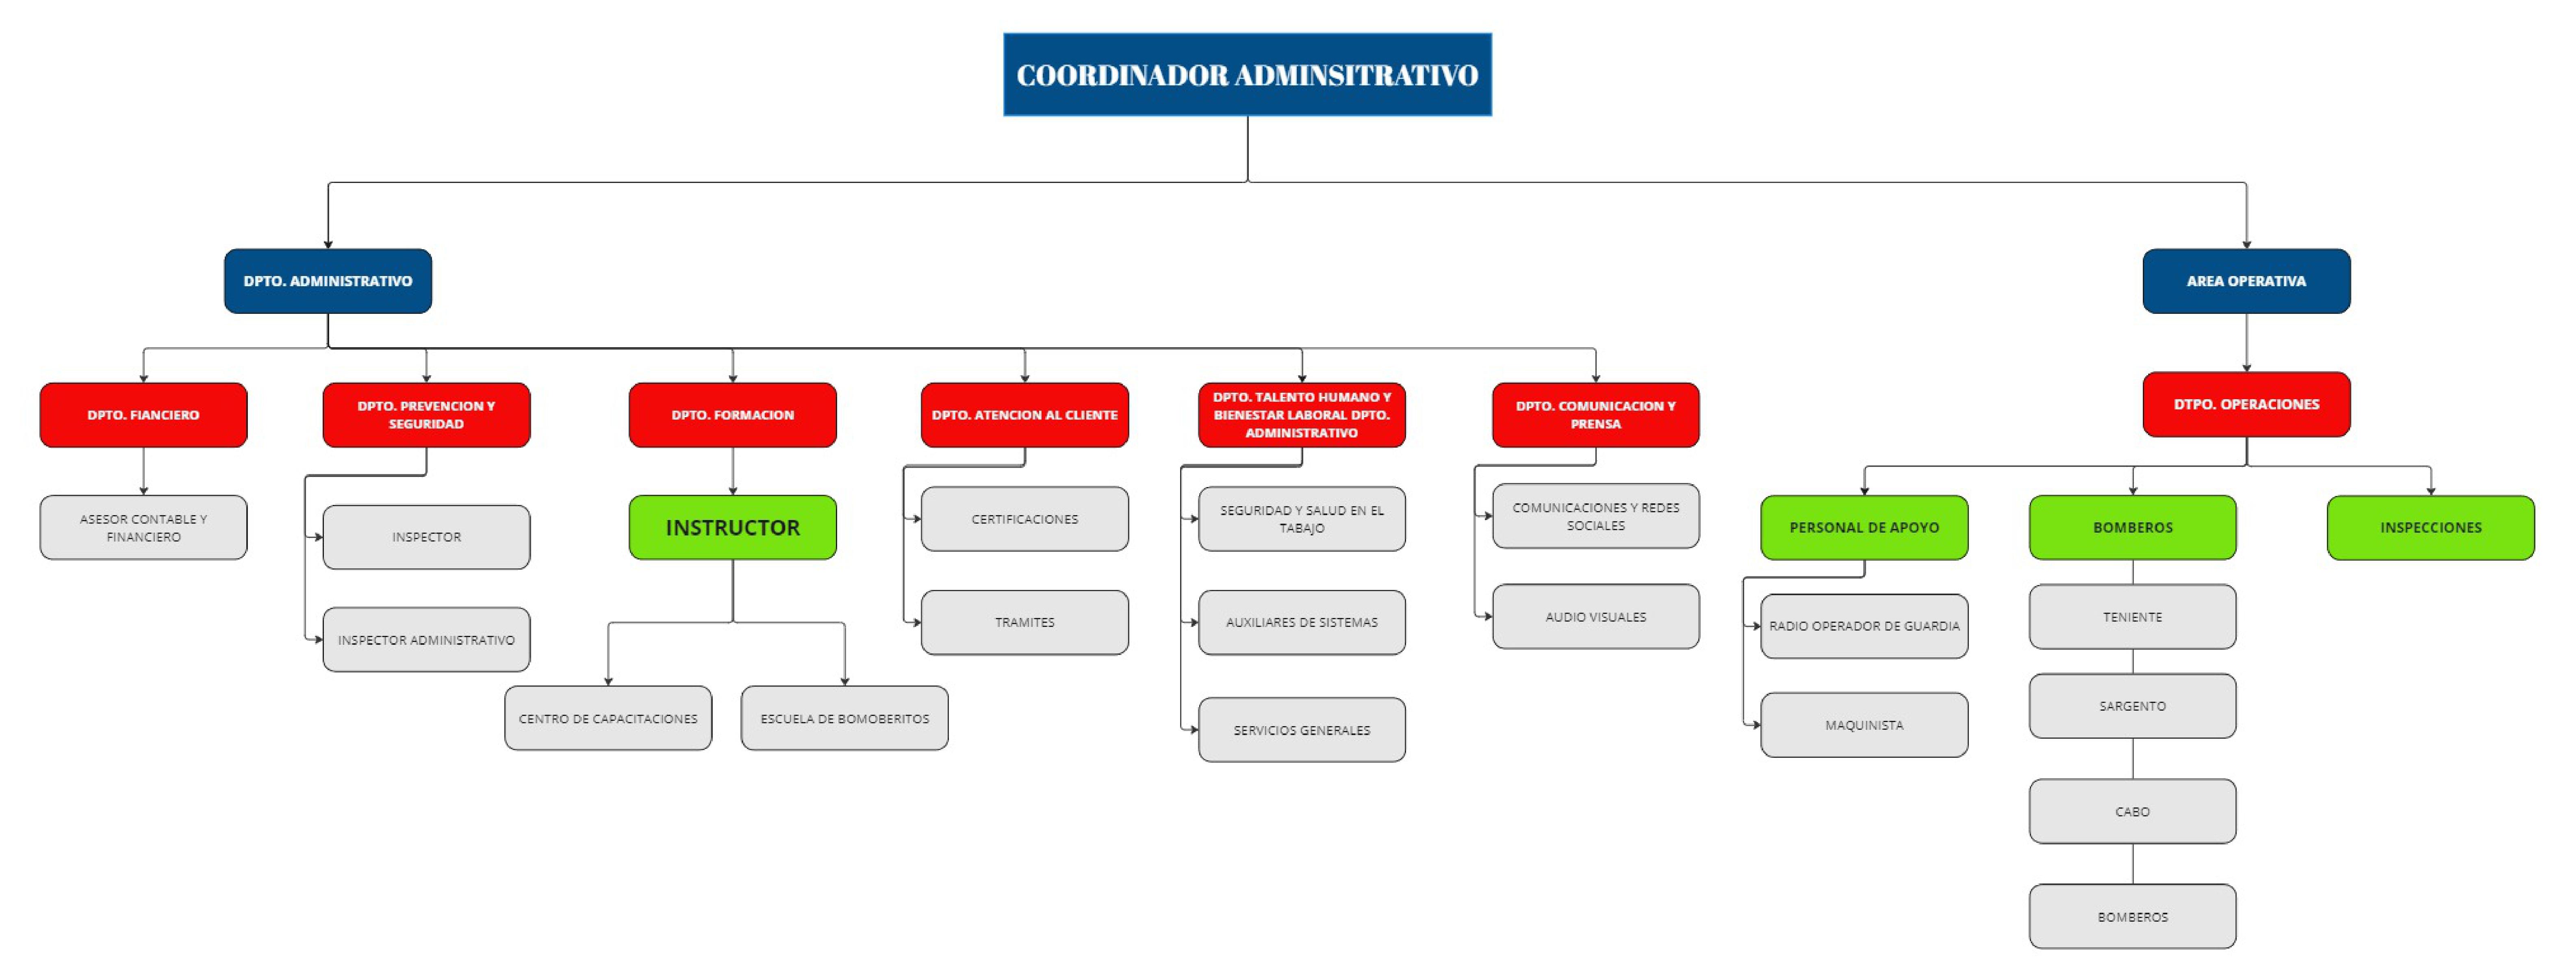 COORDINADOR ADMINSITRATIVO
DPTO. ADMINISTRATIVO
AREA OPERATIVA
DPTO. FIANCIERO
DPTO. PREVENCION Y
SEGURIDAD
DPTO. FORMACION
DPTO. ATENCION AL CLIENTE
DPTO. TALENTO HUMANO Y
BIENESTAR LABORAL DPTO.
ADMINISTRATIVO
DPTO. COMUNICACION Y
PRENSA
DTPO. OPERACIONES
ASESOR CONTABLE Y
FINANCIERO
INSPECTOR
INSPECTOR ADMINISTRATIVO
INSTRUCTOR
CENTRO DE CAPACITACIONES
ESCUELA DE BOMOBERITOS
CERTIFICACIONES
TRAMITES
SEGURIDAD Y SALUD EN EL
TABAJO
AUXILIARES DE SISTEMAS
SERVICIOS GENERALES
COMUNICACIONES Y REDES
SOCIALES
AUDIO VISUALES
PERSONAL DE APOYO
RADIO OPERADOR DE GUARDIA
MAQUINISTA
BOMBEROS
TENIENTE
SARGENTO
CABO
BOMBEROS
INSPECCIONES